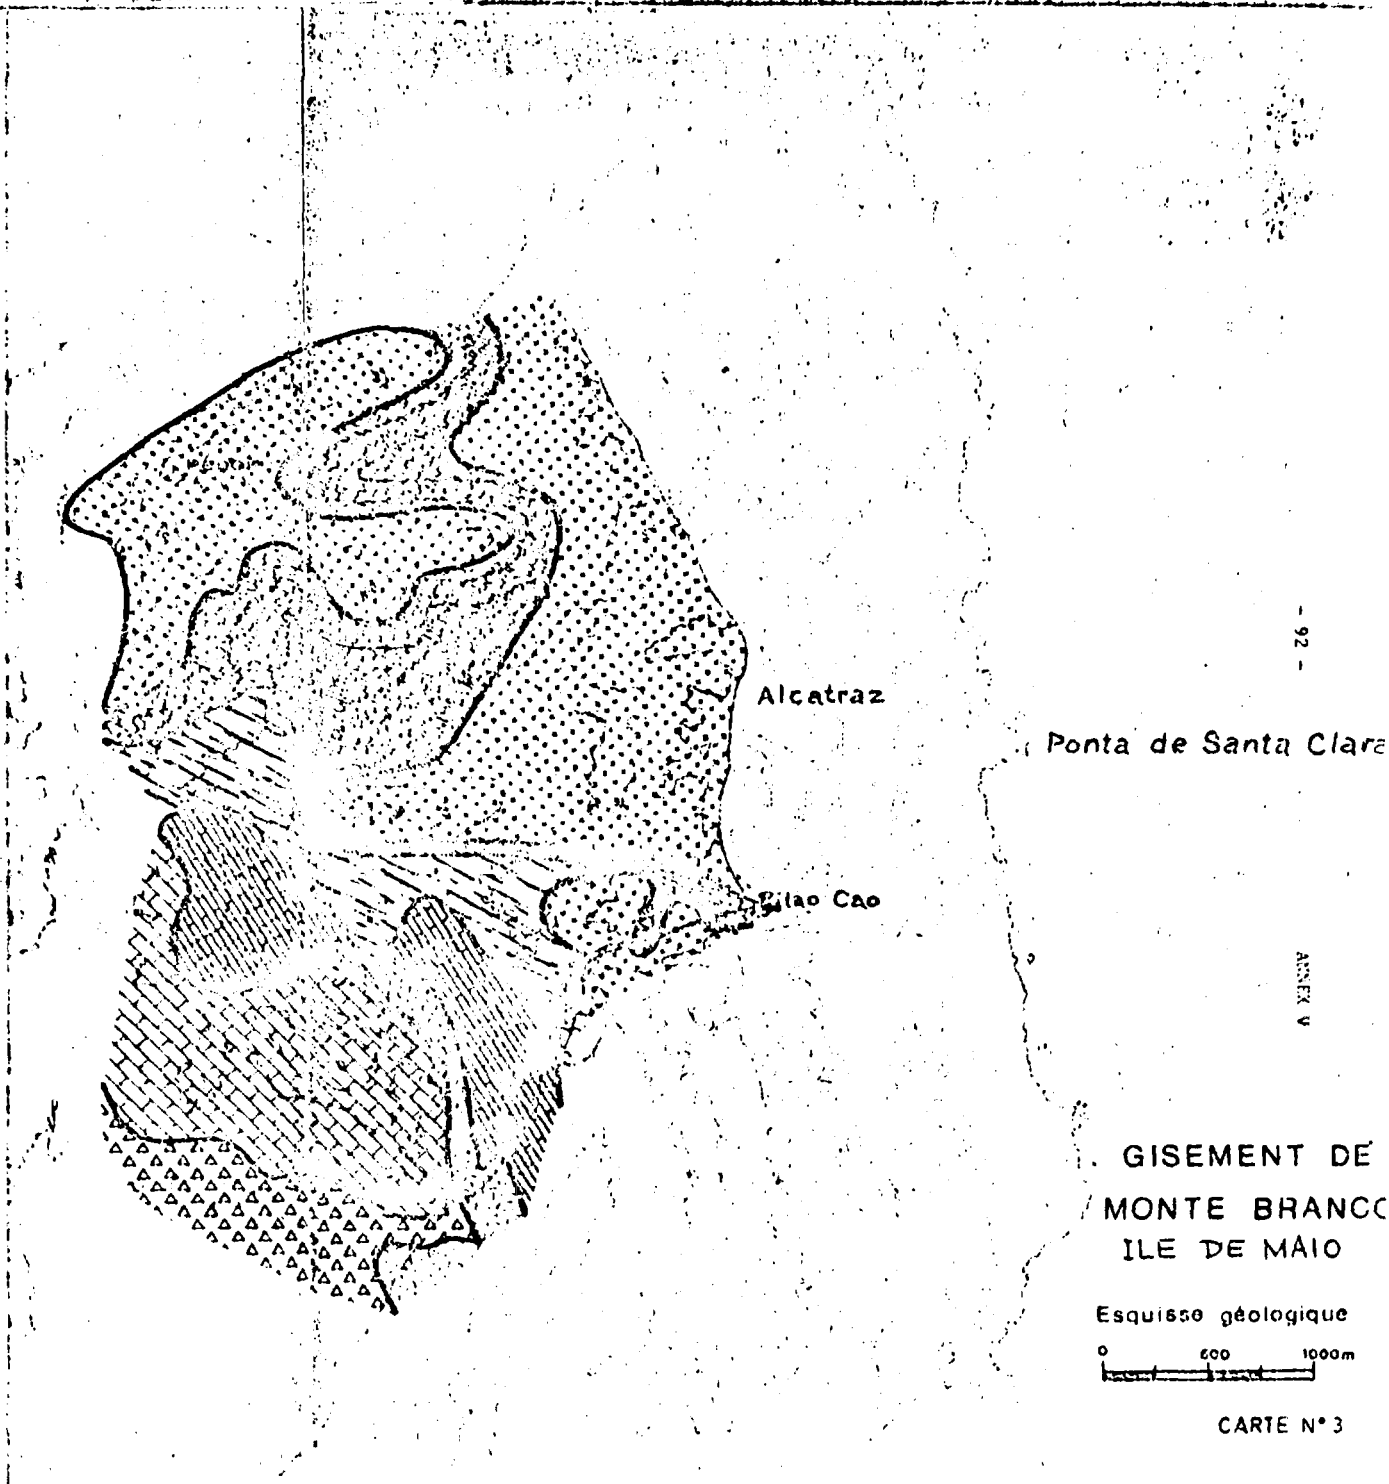 Alcatraz
- 92 -
Ponta de Santa Clara
Pilao Cao
ANNEX V
GISEMENT DE
MONTE BRANCO
ILE DE MAIO
Esquisse géologique
0 500 1000m
CARTE N° 3